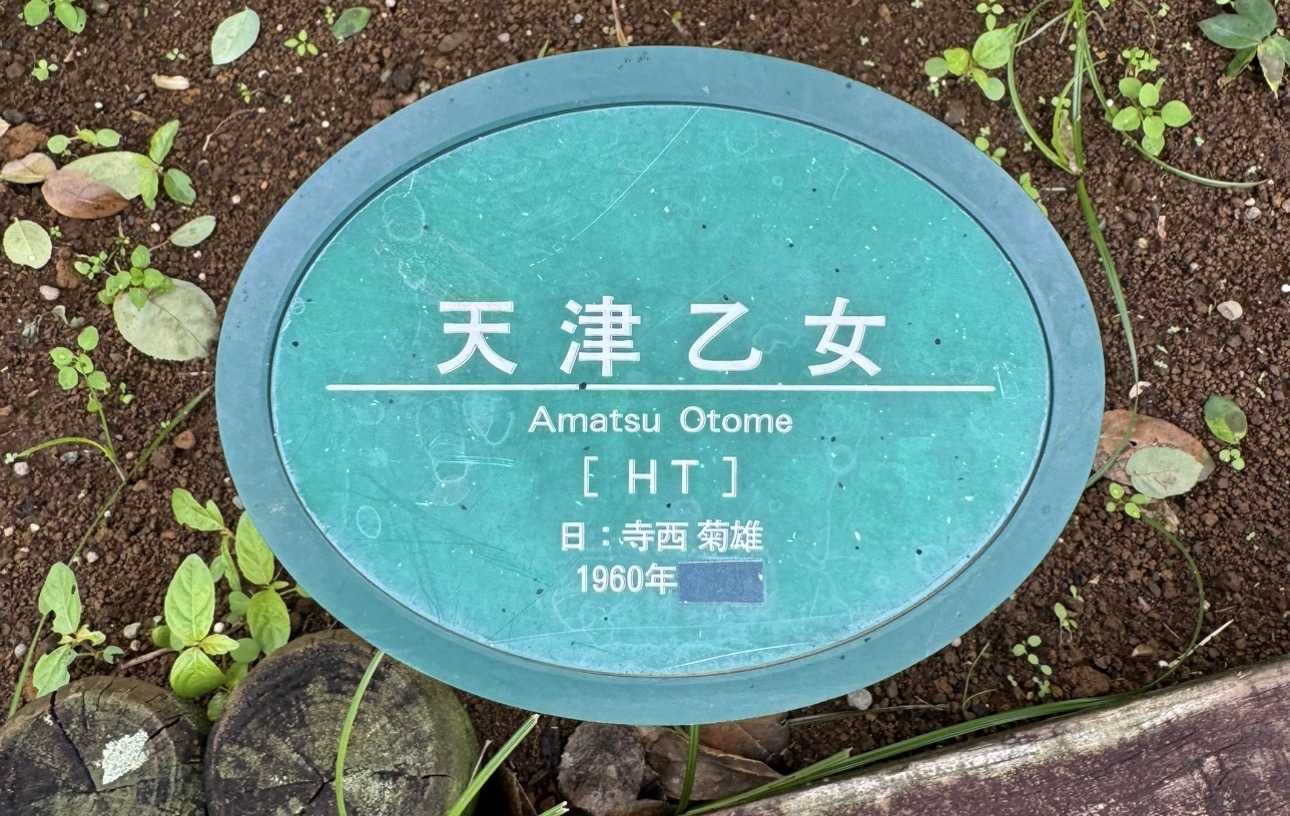 天津乙女
Amatsu Otome
[ HT ]
日：寺西 菊雄
1960年